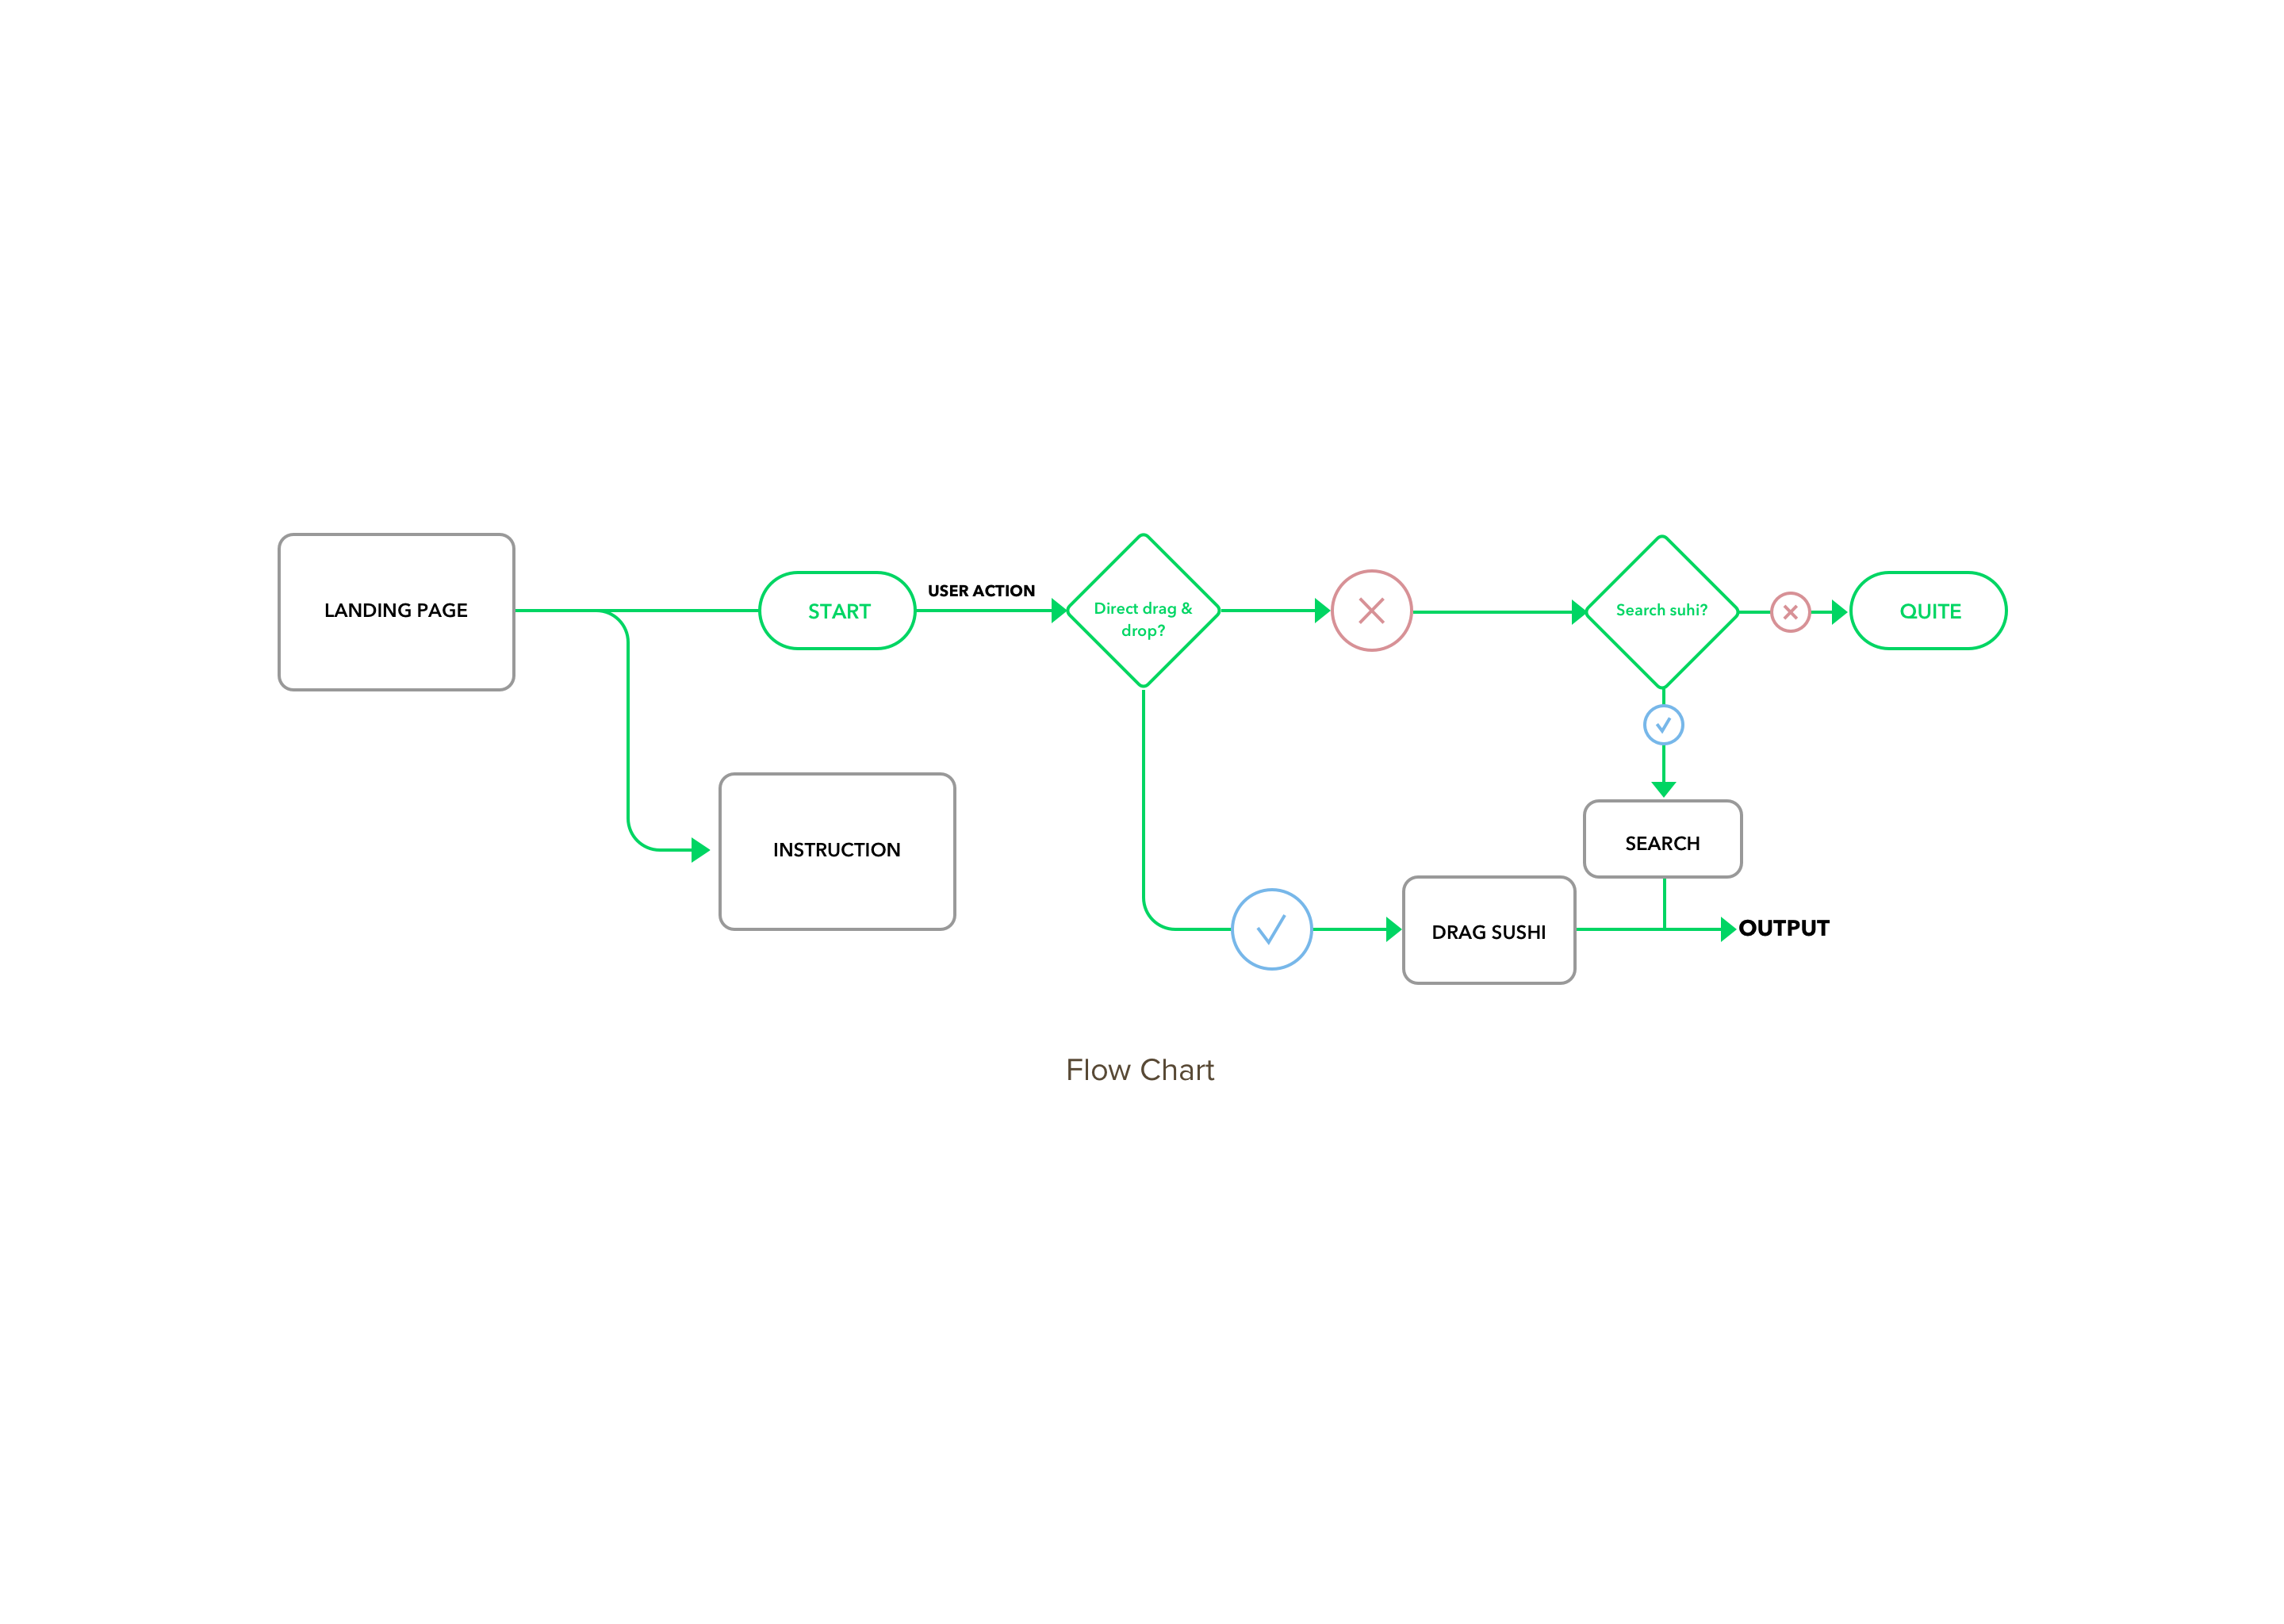 LANDING PAGE
START
USER ACTION
Direct drag &
drop?
Search suhi?
QUITE
INSTRUCTION
SEARCH
DRAG SUSHI
OUTPUT
Flow Chart